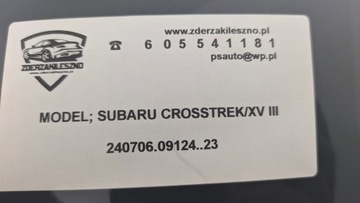 www.zderzakileszno.pl
☎ 605541181
psauto@wp.pl
ZDERZAKILESZNO
MODEL; SUBARU CROSSTREK/XV III
240706.09124..23